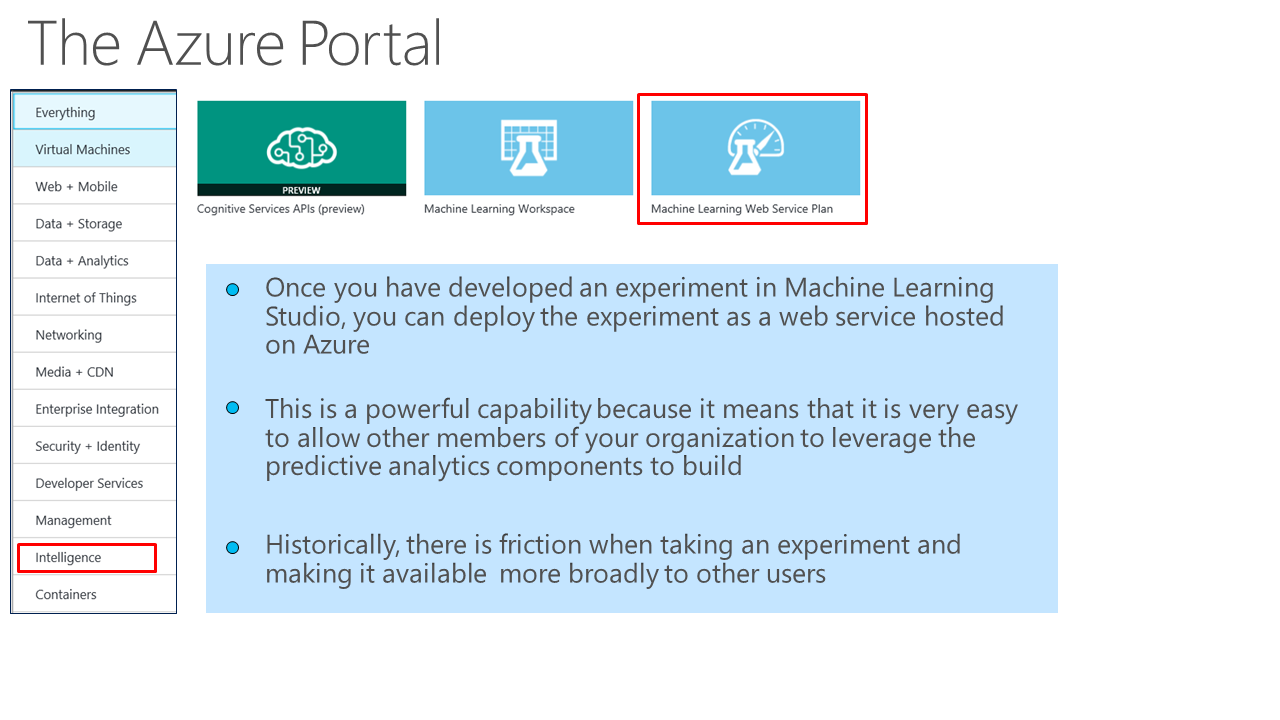 The Azure Portal
Everything
Virtual Machines
Web + Mobile
Data + Storage
Data + Analytics
Internet of Things
Networking
Media + CDN
Enterprise Integration
Security + Identity
Developer Services
Management
Intelligence
Containers
PREVIEW
Cognitive Services APIs (preview)
Machine Learning Workspace
Machine Learning Web Service Plan
Once you have developed an experiment in Machine Learning
Studio, you can deploy the experiment as a web service hosted
on Azure
This is a powerful capability because it means that it is very easy
to allow other members of your organization to leverage the
predictive analytics components to build
Historically, there is friction when taking an experiment and
making it available  more broadly to other users